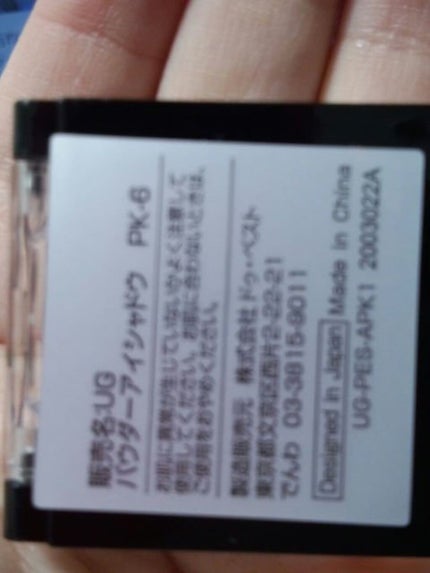 販売名:UG
パウダーアイシャドウ PK-6
お肌に異常が生じていないかよく注意して
使用してください。お肌に合わないときは、
ご使用をおやめください。
製造販売元 株式会社ドゥ・ベスト
東京都文京区西片2-22-21
でんわ 03-3815-9011
Designed in Japan Made in China
UG-PES-APK1 2003022A